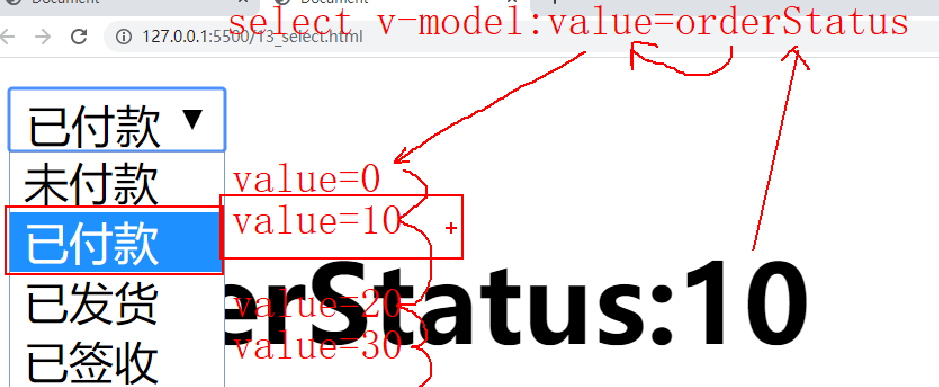 Document
Document
select v-model:value=orderStatus
127.0.0.1:5500/13_select.html
已付款 ▼
未付款 value=0
已付款 value=10
已发货 value=20
erStatus:10
已签收 value=30